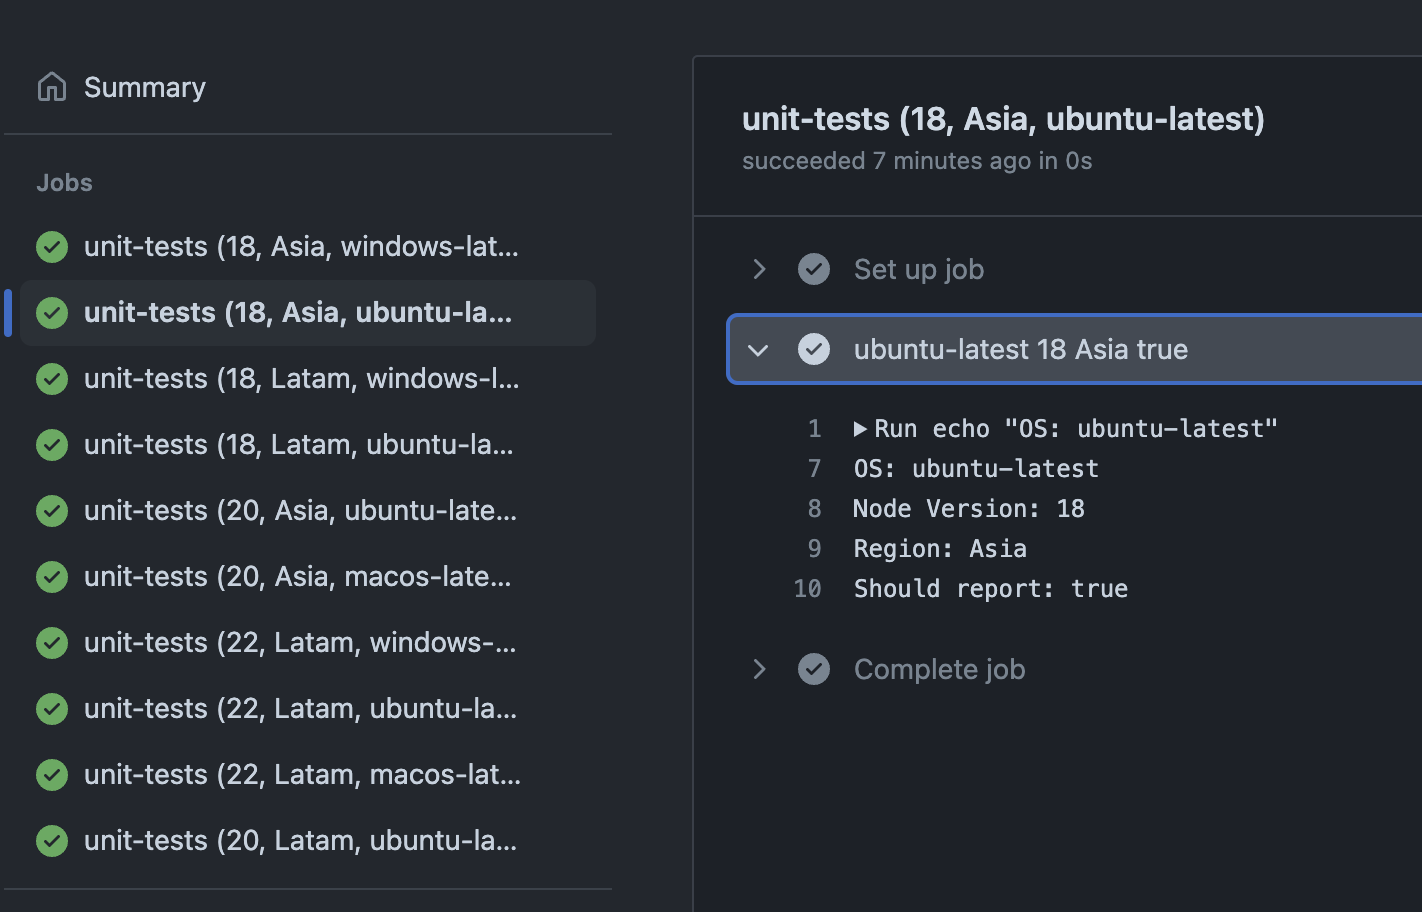 Summary
Jobs
unit-tests (18, Asia, windows-lat...
unit-tests (18, Asia, ubuntu-la...
unit-tests (18, Latam, windows-l...
unit-tests (18, Latam, ubuntu-la...
unit-tests (20, Asia, ubuntu-late...
unit-tests (20, Asia, macos-late...
unit-tests (22, Latam, windows-...
unit-tests (22, Latam, ubuntu-la...
unit-tests (22, Latam, macos-lat...
unit-tests (20, Latam, ubuntu-la...
unit-tests (18, Asia, ubuntu-latest)
succeeded 7 minutes ago in 0s
Set up job
ubuntu-latest 18 Asia true
1 ▶Run echo "OS: ubuntu-latest"
7 OS: ubuntu-latest
8 Node Version: 18
9 Region: Asia
10 Should report: true
Complete job